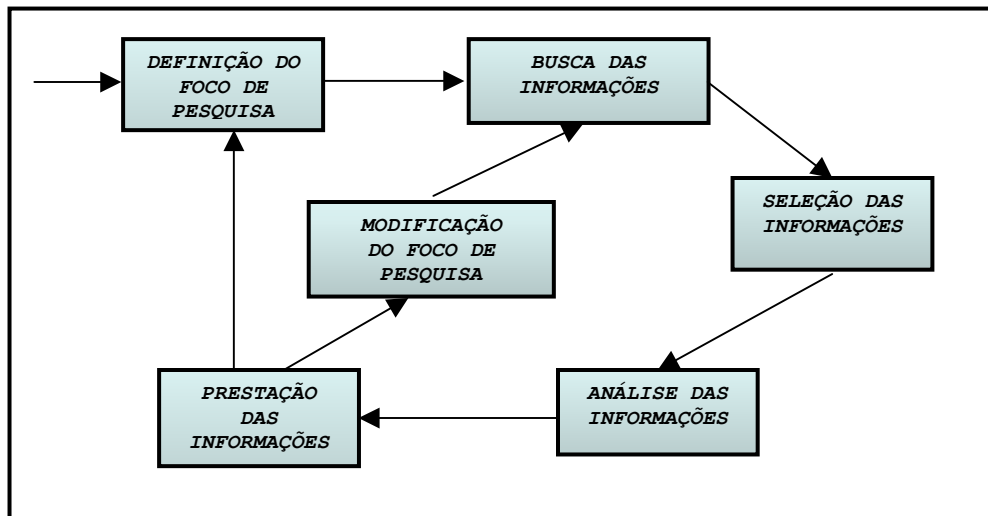 DEFINIÇÃO DO
FOCO DE
PESQUISA
BUSCA DAS
INFORMAÇÕES
SELEÇÃO DAS
INFORMAÇÕES
MODIFICAÇÃO
DO FOCO DE
PESQUISA
PRESTAÇÃO
DAS
INFORMAÇÕES
ANÁLISE DAS
INFORMAÇÕES